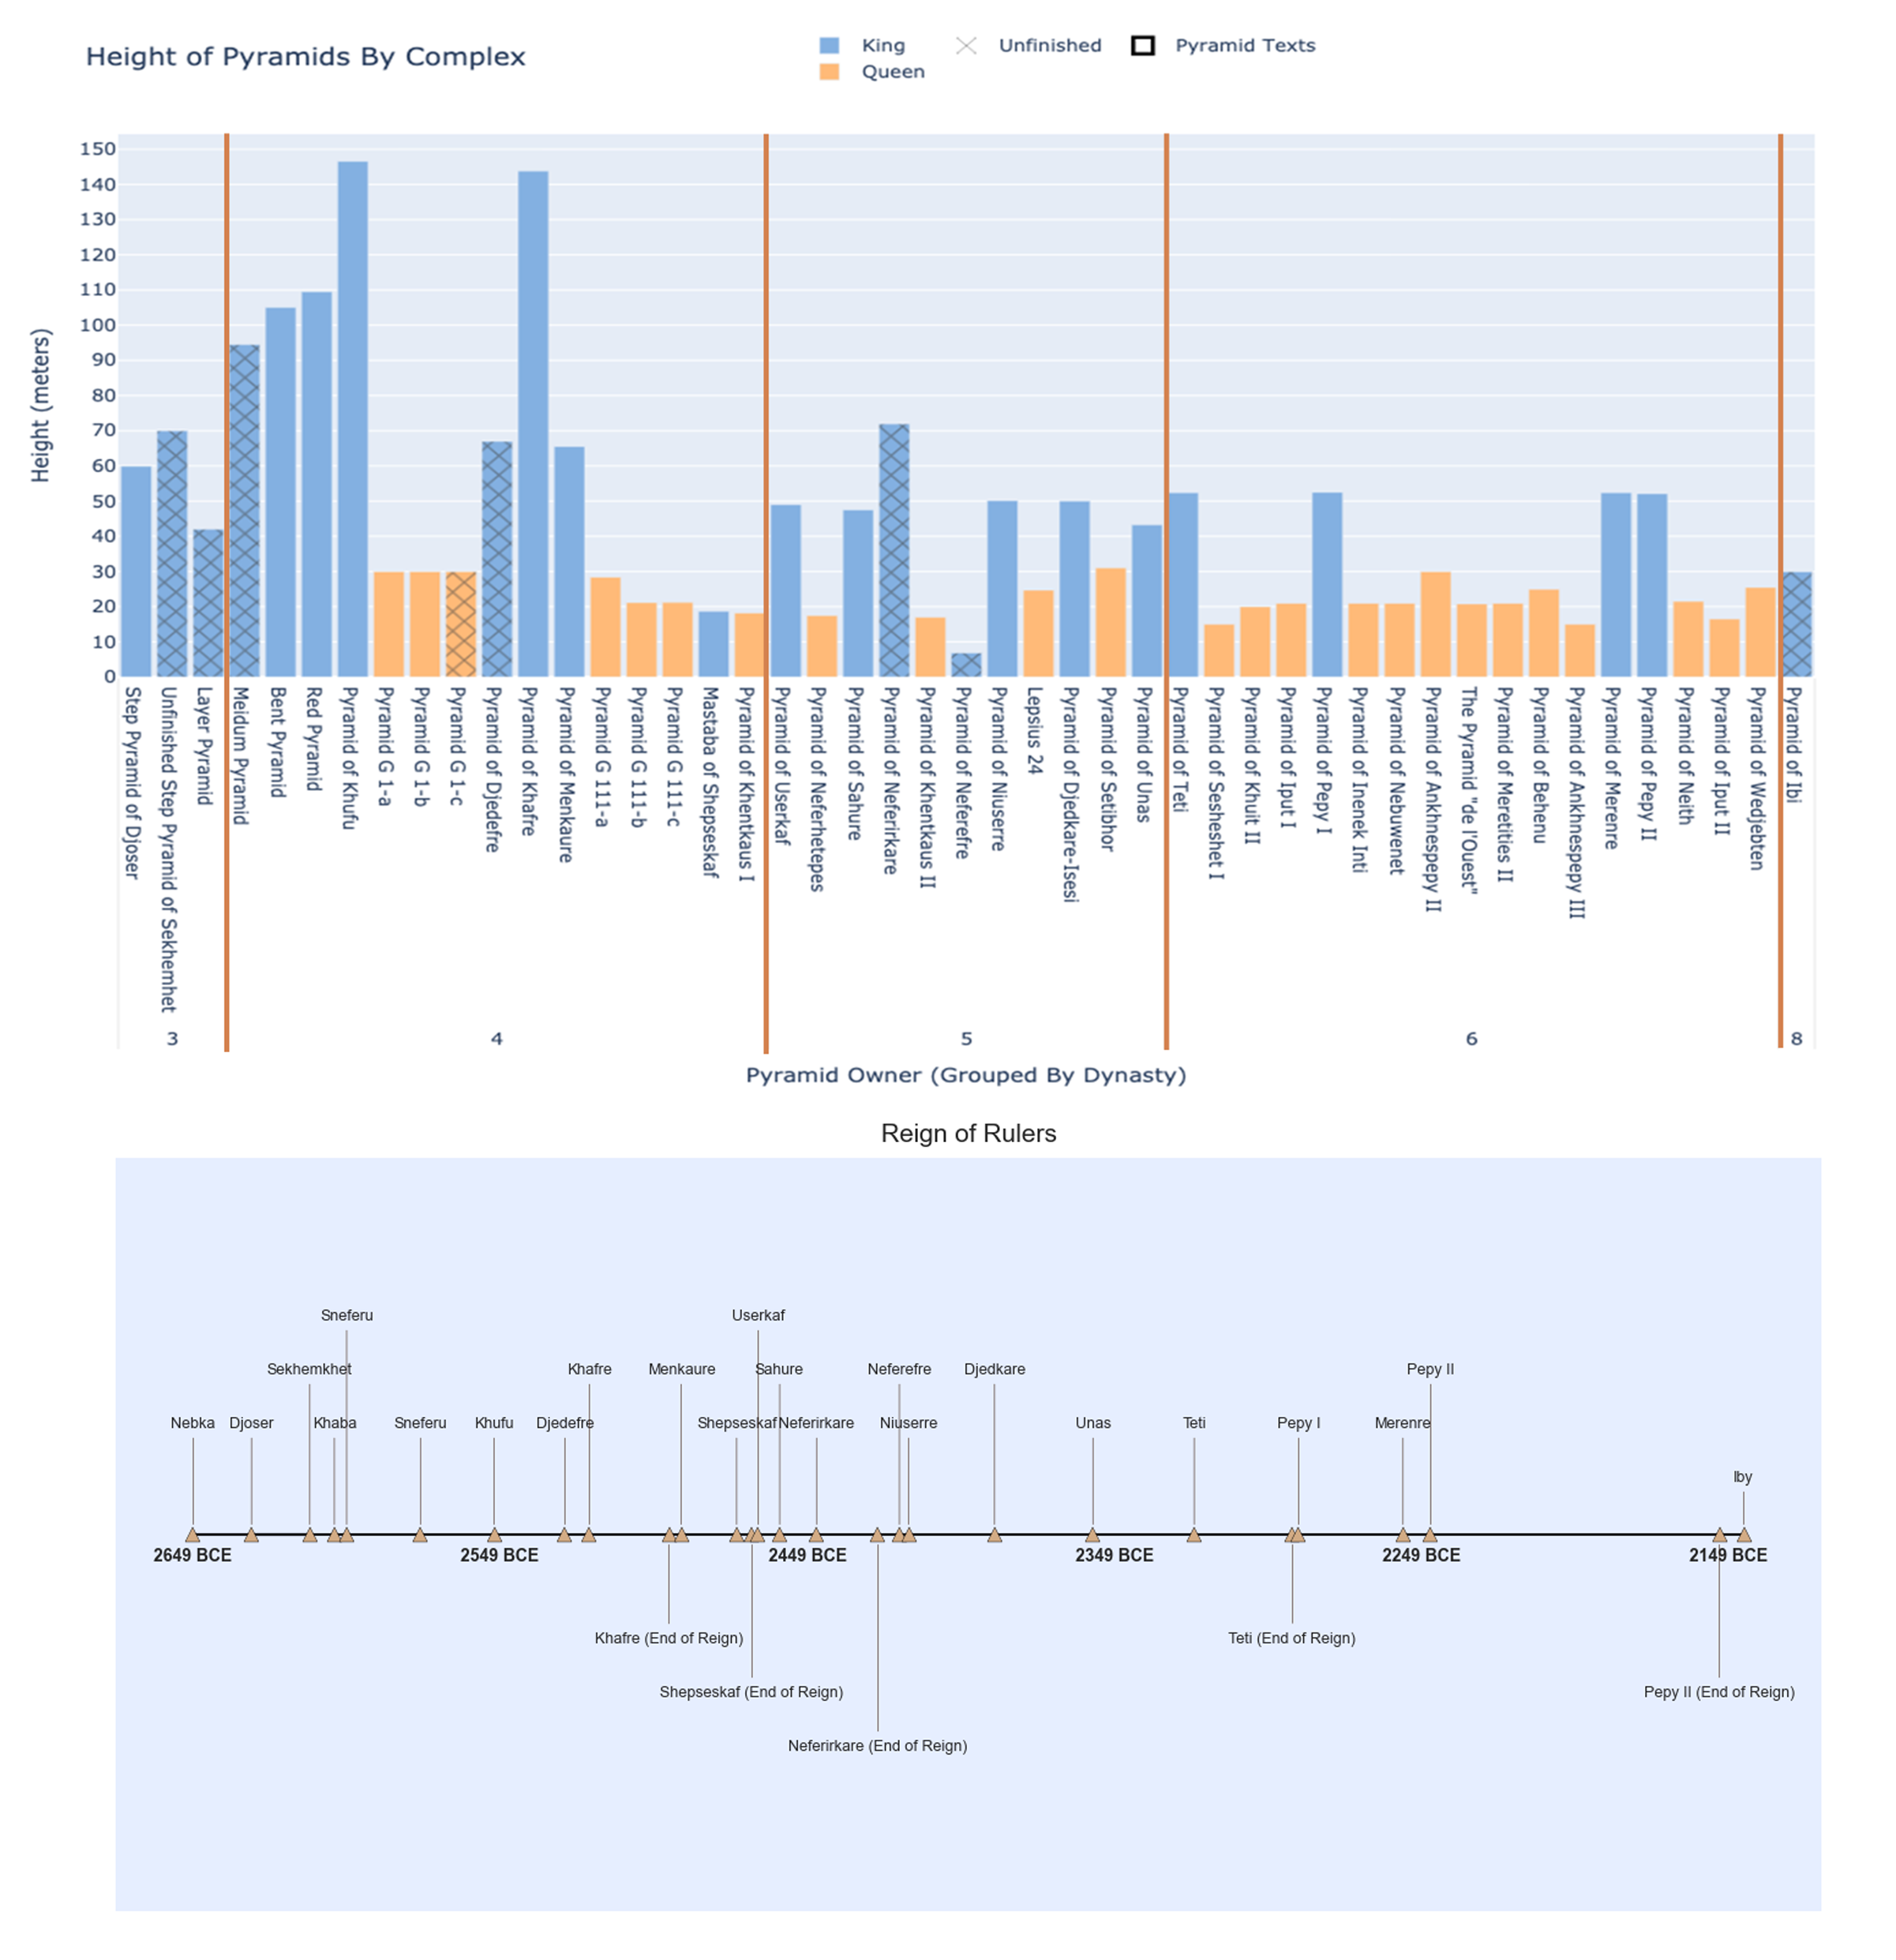 Height of Pyramids By Complex
King
Unfinished
Pyramid Texts
Queen
Height (meters)
150
140
130
120
110
100
90
80
70
60
50
40
30
20
10
0
Step Pyramid of Djoser
Unfinished Step Pyramid of Sekhemhet
Layer Pyramid
Meidum Pyramid
Bent Pyramid
Red Pyramid
Pyramid of Khufu
Pyramid G 1-a
Pyramid G 1-b
Pyramid G 1-c
Pyramid of Djedefre
Pyramid of Khafre
Pyramid of Menkaure
Pyramid G 111-a
Pyramid G 111-b
Pyramid G 111-c
Mastaba of Shepseskaf
Pyramid of Khentkaus I
Pyramid of Userkaf
Pyramid of Neferhetepes
Pyramid of Sahure
Pyramid of Neferirkare
Pyramid of Khentkaus II
Pyramid of Neferefre
Pyramid of Niuserre
Lepsius 24
Pyramid of Djedkare-Isesi
Pyramid of Setibhor
Pyramid of Unas
Pyramid of Teti
Pyramid of Sesheshet I
Pyramid of Khuit II
Pyramid of Iput I
Pyramid of Pepy I
Pyramid of Inenek Inti
Pyramid of Nebuwenet
Pyramid of Ankhnespepy II
The Pyramid "de l'Ouest"
Pyramid of Meretities II
Pyramid of Behenu
Pyramid of Ankhnespepy III
Pyramid of Merenre
Pyramid of Pepy II
Pyramid of Neith
Pyramid of Iput II
Pyramid of Wedjebten
Pyramid of Ibi
3
4
5
6
8
Pyramid Owner (Grouped By Dynasty)
Reign of Rulers
Sneferu
Userkaf
Sekhemkhet
Khafre
Menkaure
Sahure
Neferefre
Djedkare
Pepy II
Nebka
Djoser
Khaba
Sneferu
Khufu
Djedefre
Shepseskaf
Neferirkare
Niuserre
Unas
Teti
Pepy I
Merenre
Iby
2649 BCE
2549 BCE
2449 BCE
2349 BCE
2249 BCE
2149 BCE
Khafre (End of Reign)
Teti (End of Reign)
Shepseskaf (End of Reign)
Pepy II (End of Reign)
Neferirkare (End of Reign)